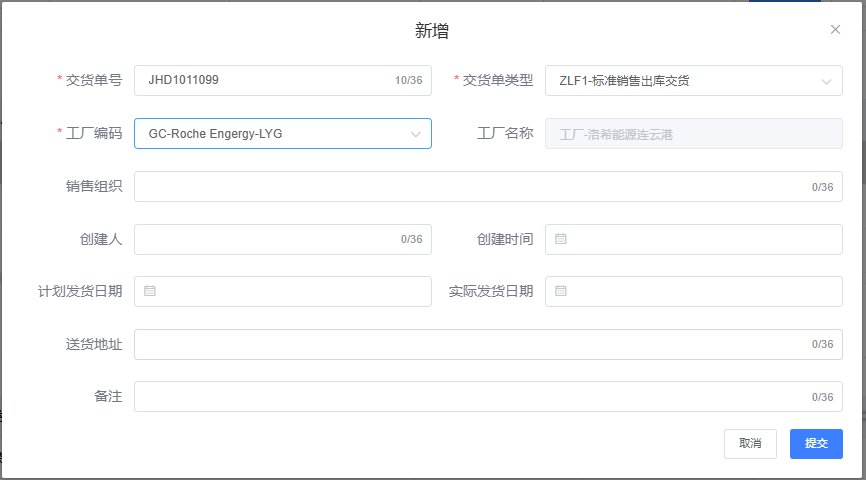 新增
* 交货单号 JHD1011099 10/36 * 交货单类型 ZLF1-标准销售出库交货
* 工厂编码 GC-Roche Engergy-LYG 工厂名称 工厂-洛希能源连云港
销售组织 0/36
创建人 0/36 创建时间
计划发货日期 实际发货日期
送货地址 0/36
备注 0/36
取消 提交